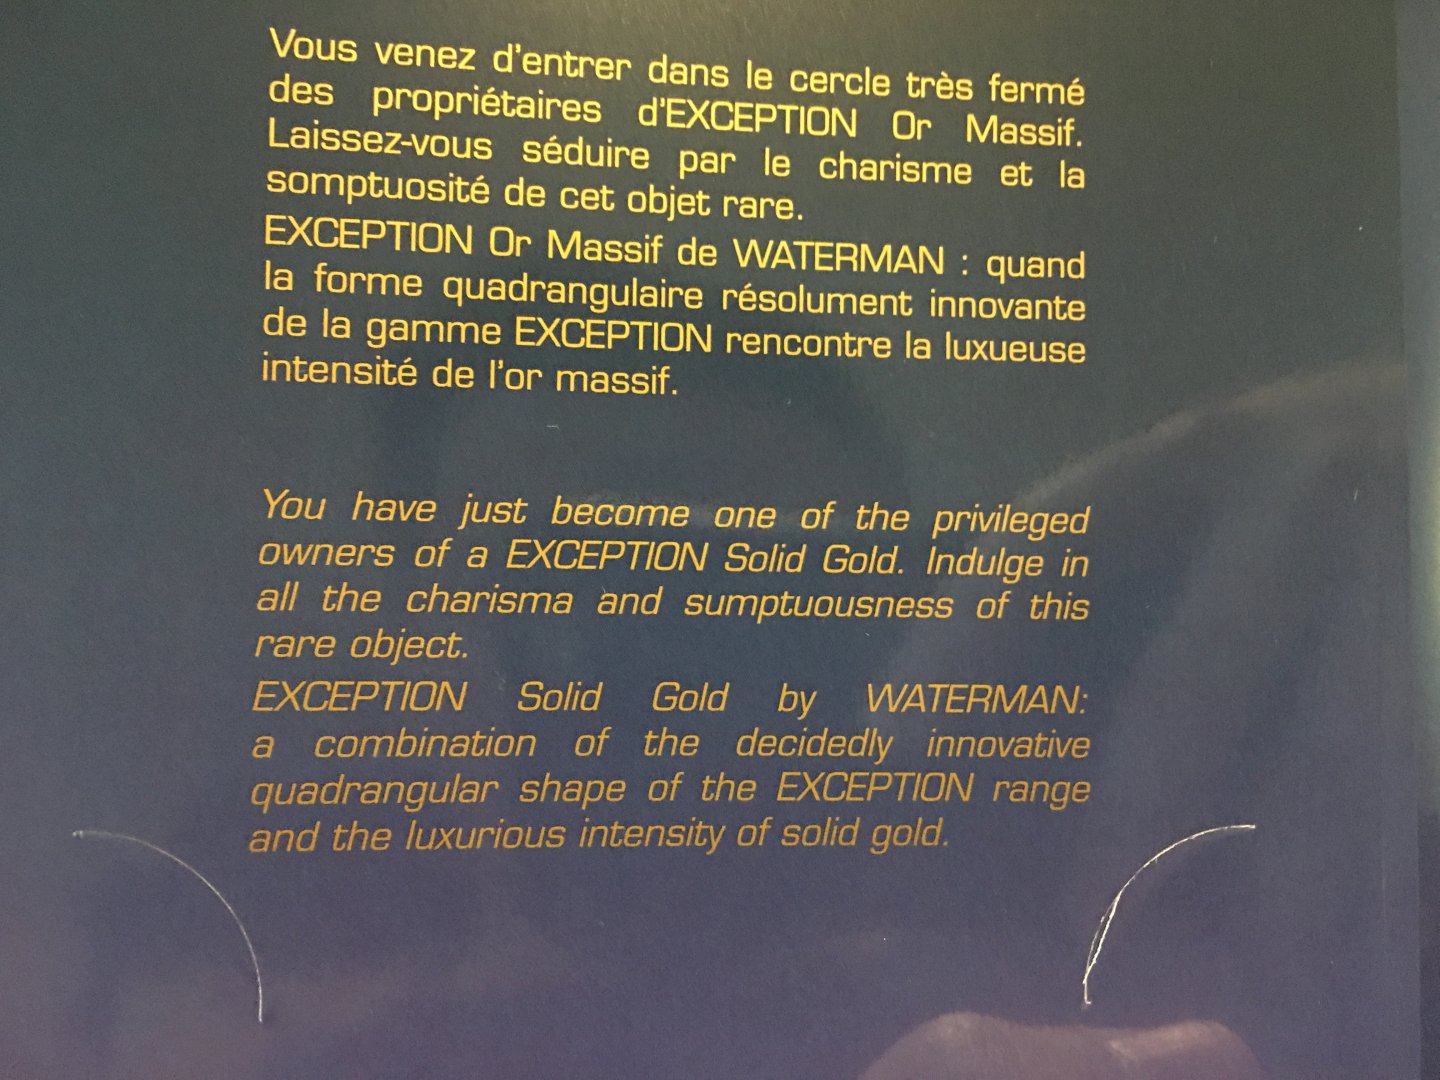 Vous venez d'entrer dans le cercle très fermé
des propriétaires d'EXCEPTION Or Massif.
Laissez-vous séduire par le charisme et la
somptuosité de cet objet rare.
EXCEPTION Or Massif de WATERMAN : quand
la forme quadrangulaire résolument innovante
de la gamme EXCEPTION rencontre la luxueuse
intensité de l'or massif.
You have just become one of the privileged
owners of a EXCEPTION Solid Gold. Indulge in
all the charisma and sumptuousness of this
rare object.
EXCEPTION Solid Gold by WATERMAN:
a combination of the decidedly innovative
quadrangular shape of the EXCEPTION range
and the luxurious intensity of solid gold.